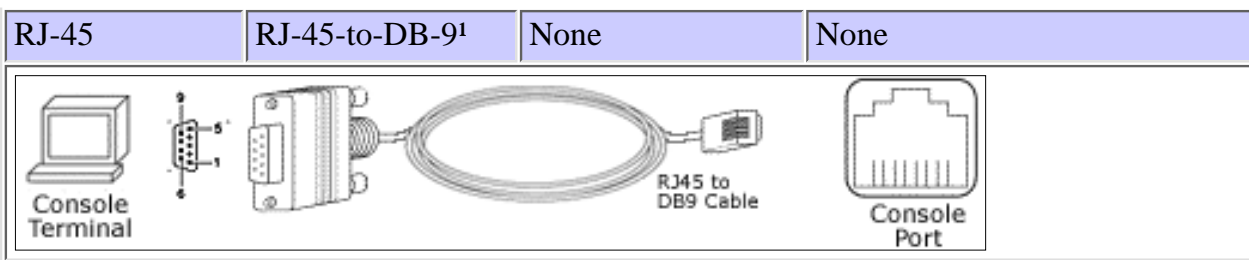 RJ-45 RJ-45-to-DB-9¹ None None
9
5
1
6
RJ45 to
DB9 Cable
Console
Terminal
Console
Port